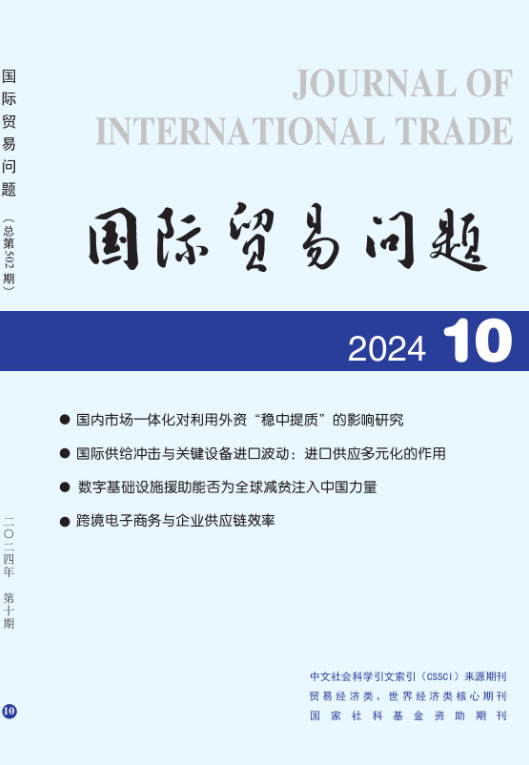 JOURNAL OF
INTERNATIONAL TRADE
国际贸易问题
2024 10
● 国内市场一体化对利用外资“稳中提质”的影响研究
● 国际供给冲击与关键设备进口波动：进口供应多元化的作用
● 数字基础设施援助能否为全球减贫注入中国力量
● 跨境电子商务与企业供应链效率
中文社会科学引文索引（CSSCI）来源期刊
贸易经济类、世界经济类核心期刊
国家社科基金资助期刊
国际贸易问题（总第502期）
二〇二四年 第十期
10